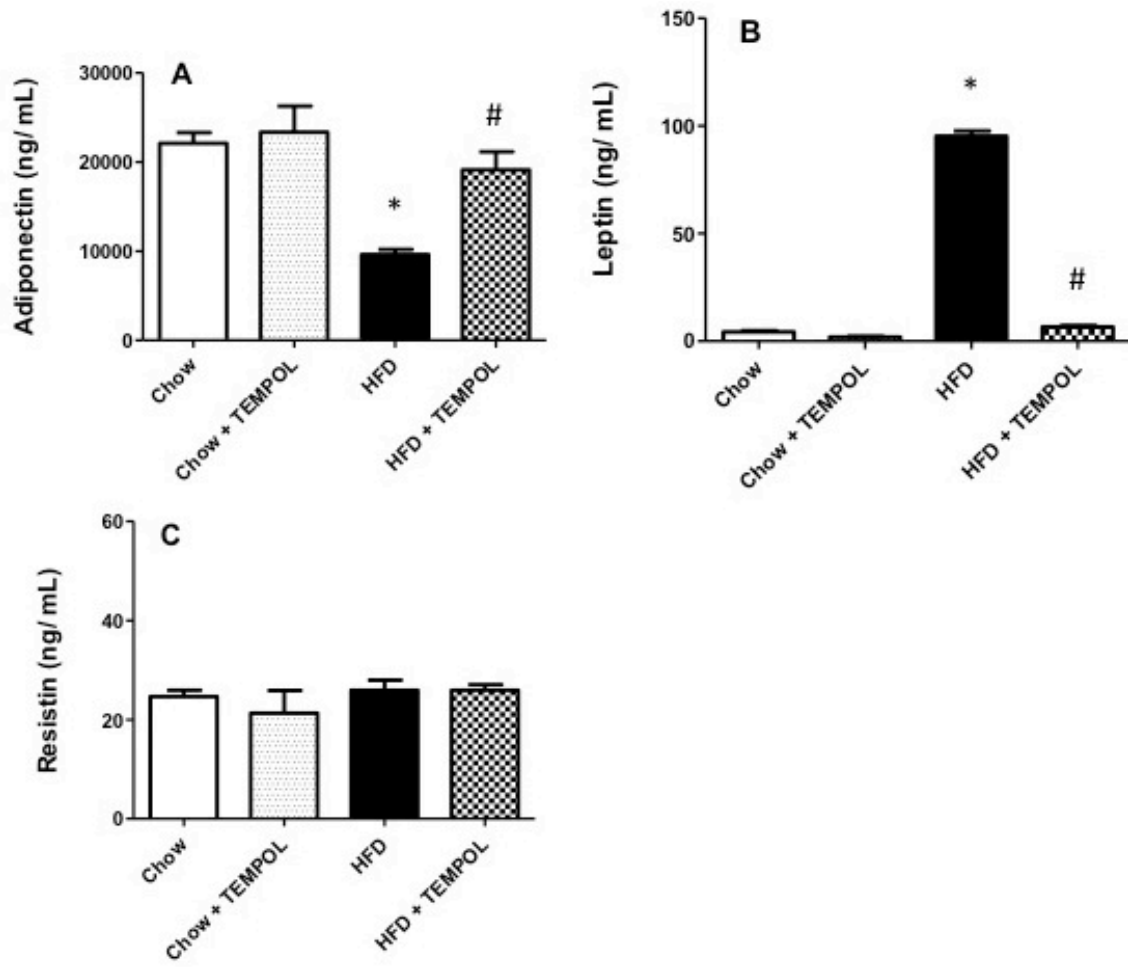 A
Adiponectin (ng/ mL)
30000
20000
10000
0
*
#
Chow
Chow + TEMPOL
HFD
HFD + TEMPOL
B
Leptin (ng/ mL)
150
100
50
0
*
#
Chow
Chow + TEMPOL
HFD
HFD + TEMPOL
C
Resistin (ng/ mL)
60
40
20
0
Chow
Chow + TEMPOL
HFD
HFD + TEMPOL